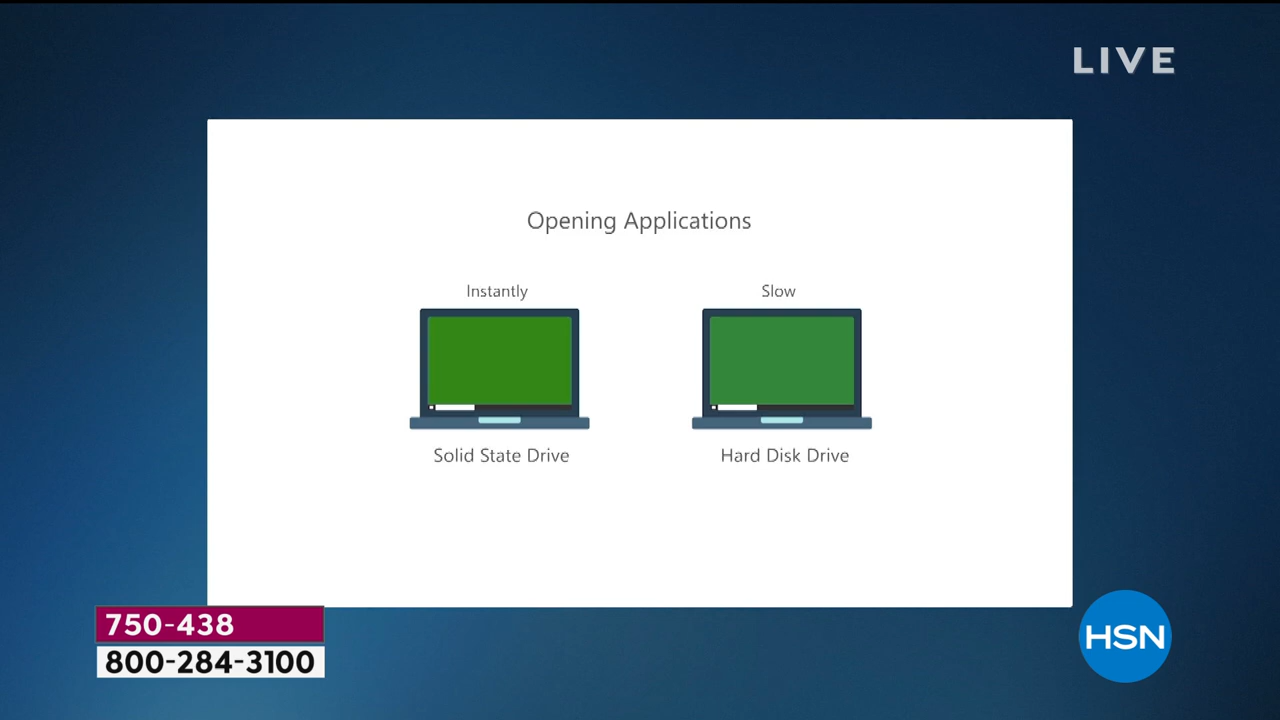 LIVE
Opening Applications
Instantly
Slow
Solid State Drive
Hard Disk Drive
750-438
800-284-3100
HSN